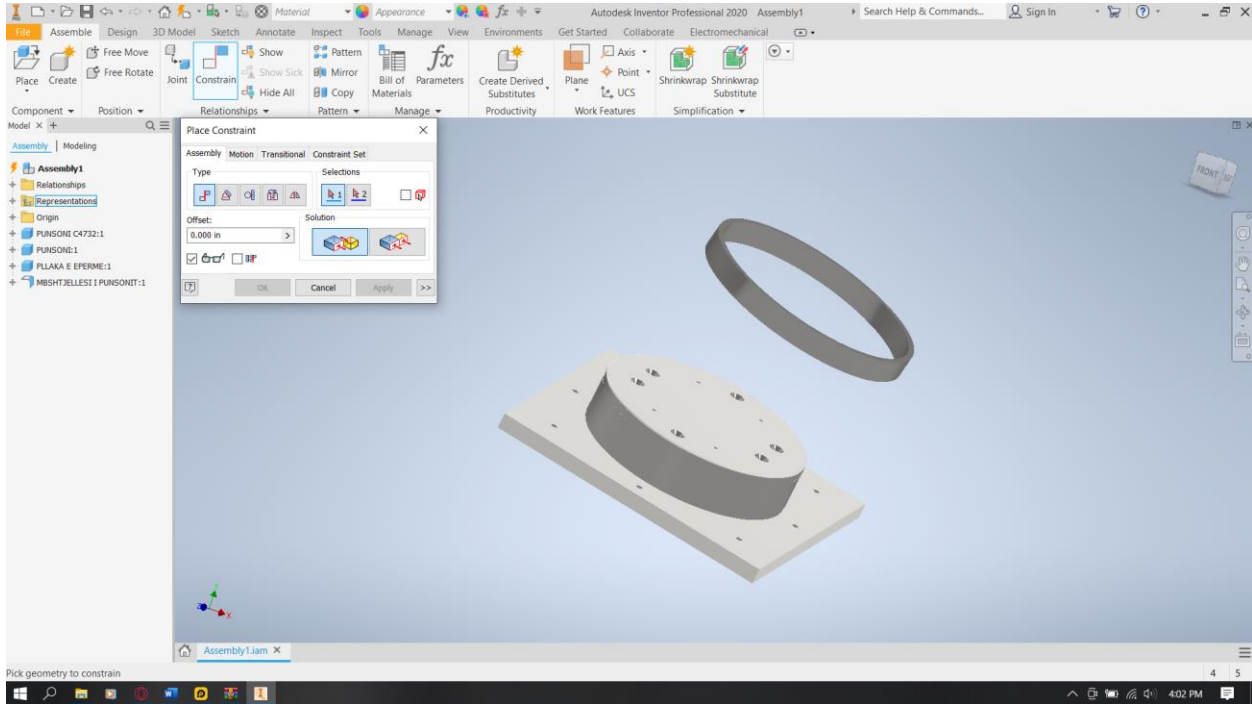 Material Appearance fx Autodesk Inventor Professional 2020 Assembly1 Search Help & Commands... Sign In
File Assemble Design 3D Model Sketch Annotate Inspect Tools Manage View Environments Get Started Collaborate Electromechanical
Place Create Free Move Free Rotate Joint Constrain Show Show Sick Hide All Pattern Mirror Copy Bill of Materials fx Parameters Create Derived Substitutes Plane Axis Point UCS Shrinkwrap Shrinkwrap Substitute
Component Position Relationships Pattern Manage Productivity Work Features Simplification
Model × +
Assembly | Modeling
Assembly1
Relationships
Representations
Origin
PUNSONI C4732:1
PUNSONI:1
PLLAKA E EPERME:1
MBSHTJELLESI I PUNSONIT:1
Place Constraint
Assembly Motion Transitional Constraint Set
Type Selections
1 2
Offset: Solution
0.000 in >
OK Cancel Apply >>
FRONT
Y
Z
X
Assembly1.iam ×
Pick geometry to constrain 4 5
4:02 PM